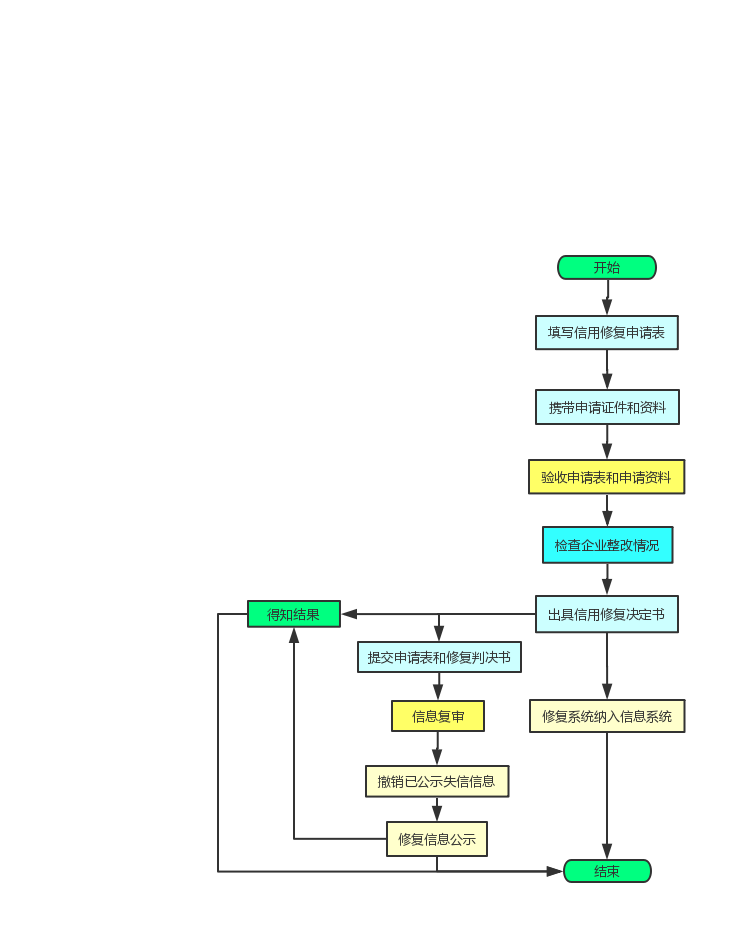 开始
填写信用修复申请表
携带申请证件和资料
验收申请表和申请资料
检查企业整改情况
得知结果
出具信用修复决定书
提交申请表和修复判决书
信息复审
修复系统纳入信息系统
撤销已公示失信信息
修复信息公示
结束